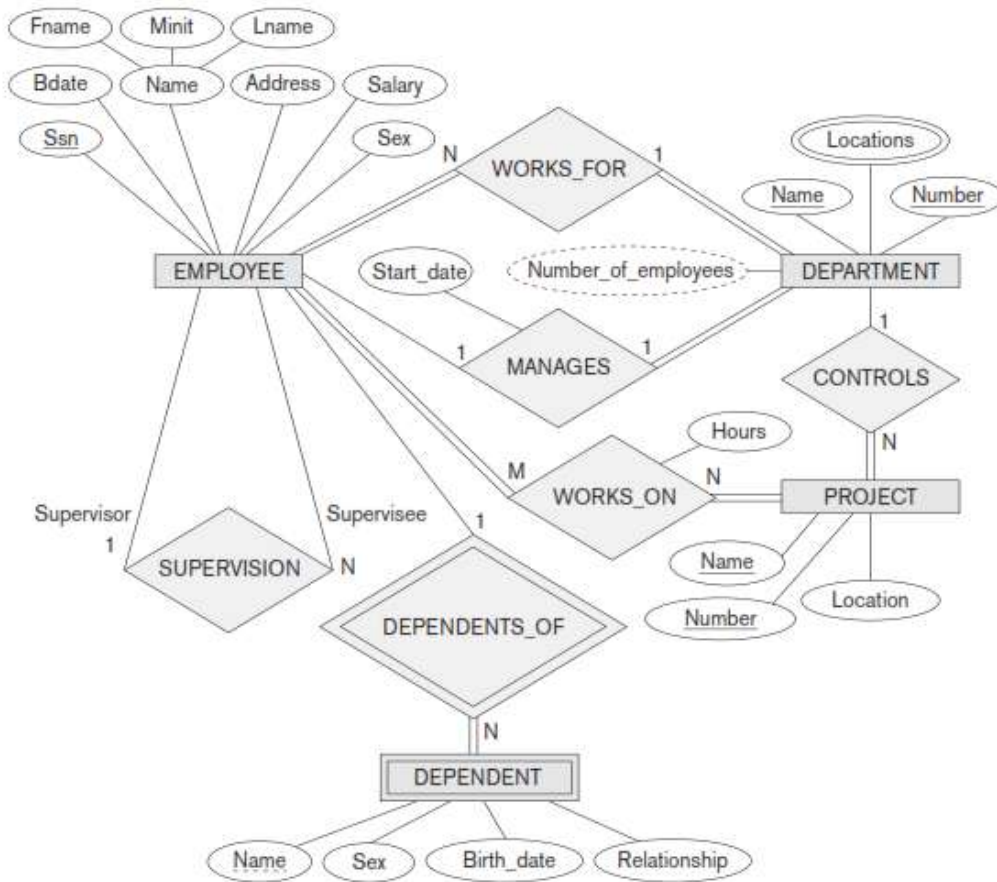 Fname
Minit
Lname
Bdate
Name
Address
Salary
Ssn
Sex
N
WORKS_FOR
1
Locations
Name
Number
EMPLOYEE
Start_date
Number_of_employees
DEPARTMENT
1
MANAGES
1
1
CONTROLS
Hours
N
M
WORKS_ON
N
PROJECT
Supervisor
1
SUPERVISION
Supervisee
N
1
Name
Number
Location
DEPENDENTS_OF
N
DEPENDENT
Name
Sex
Birth_date
Relationship